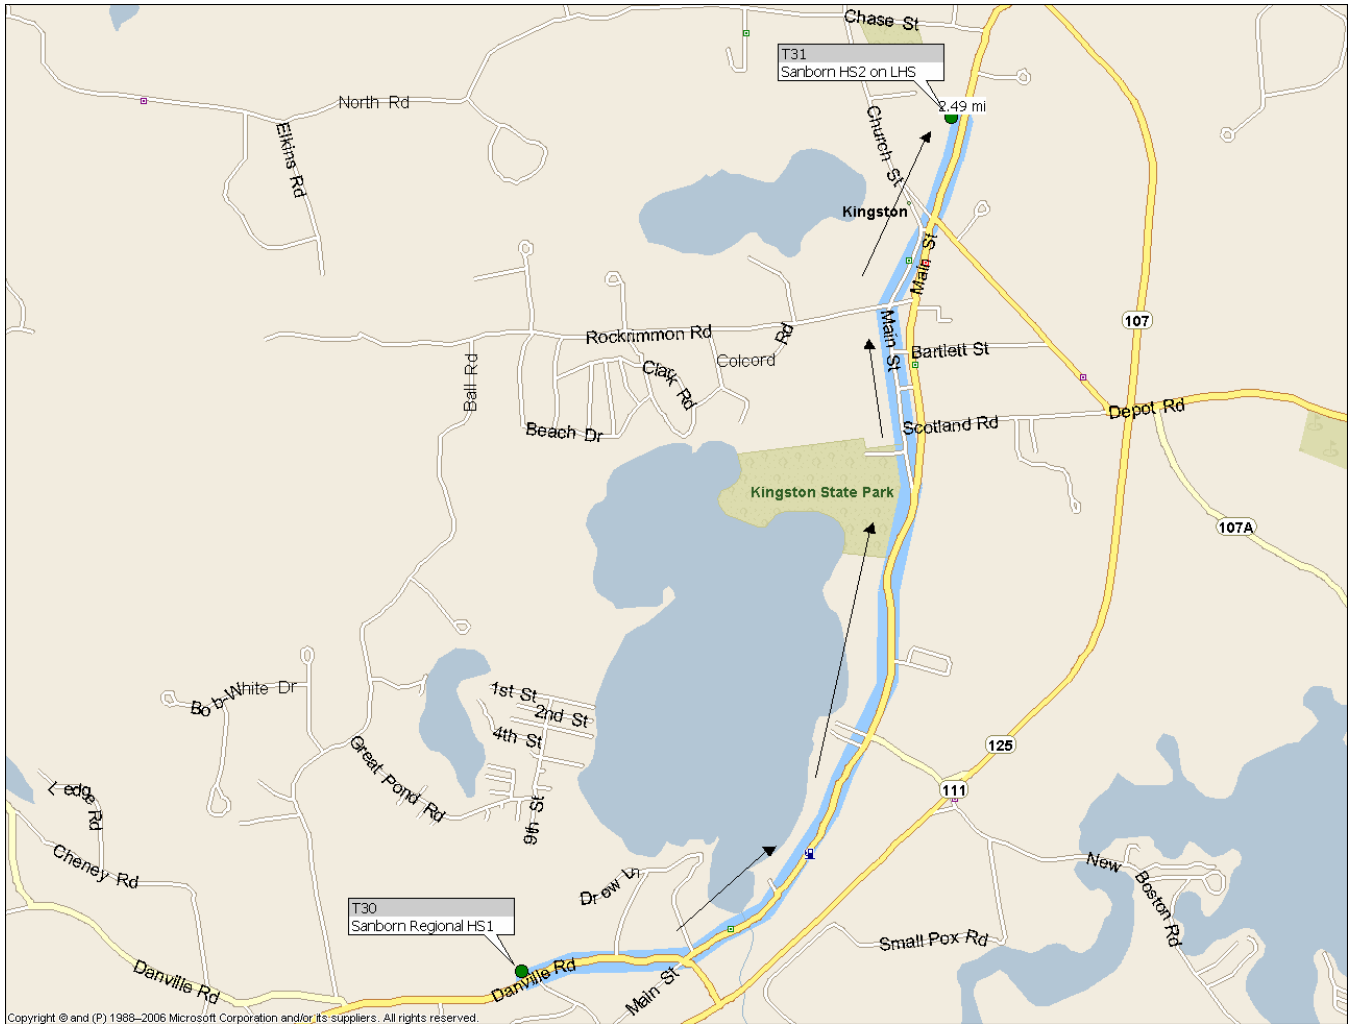 Chase St
T31
Sanborn HS2 on LHS
2.49 mi
North Rd
Elkins Rd
Church St
Kingston
Main St
107
Rockrimmon Rd
Main St
Bartlett St
Colcord Rd
Clark Rd
Ball Rd
Depot Rd
Beach Dr
Scotland Rd
Kingston State Park
107A
Bob-White Dr
1st St
2nd St
4th St
125
Great Pond Rd
111
Ledge Rd
9th St
Cheney Rd
New Boston Rd
Drew S
T30
Sanborn Regional HS1
Small Pox Rd
Danville Rd
Danville Rd
Main St
Copyright © and (P) 1988–2006 Microsoft Corporation and/or its suppliers. All rights reserved.